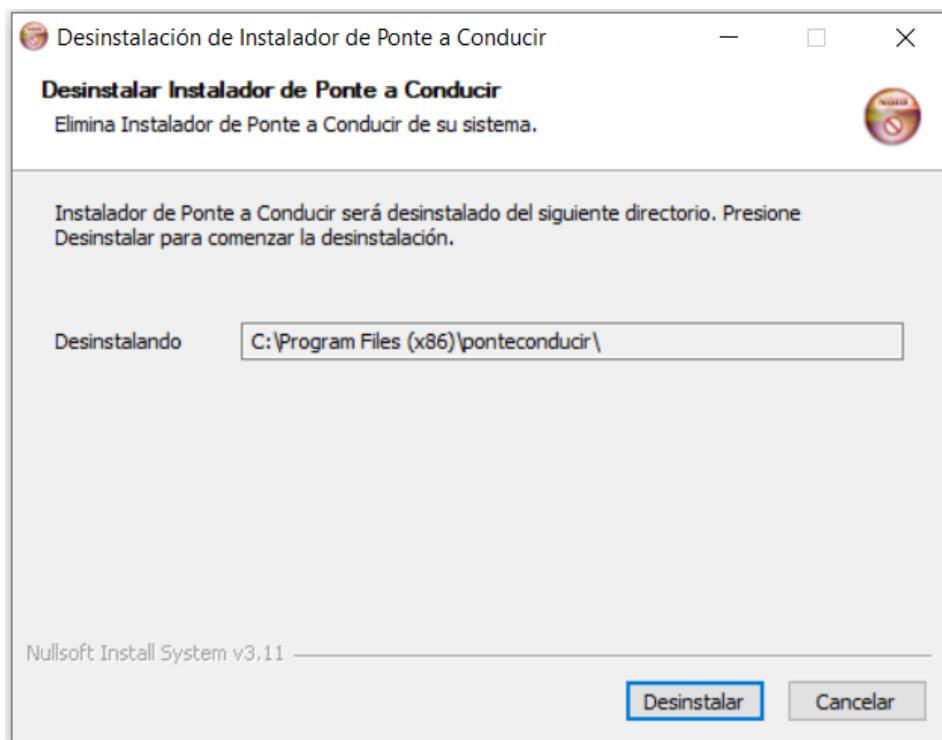 Desinstalación de Instalador de Ponte a Conducir
Desinstalar Instalador de Ponte a Conducir
Elimina Instalador de Ponte a Conducir de su sistema.
Instalador de Ponte a Conducir será desinstalado del siguiente directorio. Presione
Desinstalar para comenzar la desinstalación.
Desinstalando C:\Program Files (x86)\ponteconducir\
Nullsoft Install System v3.11
Desinstalar Cancelar